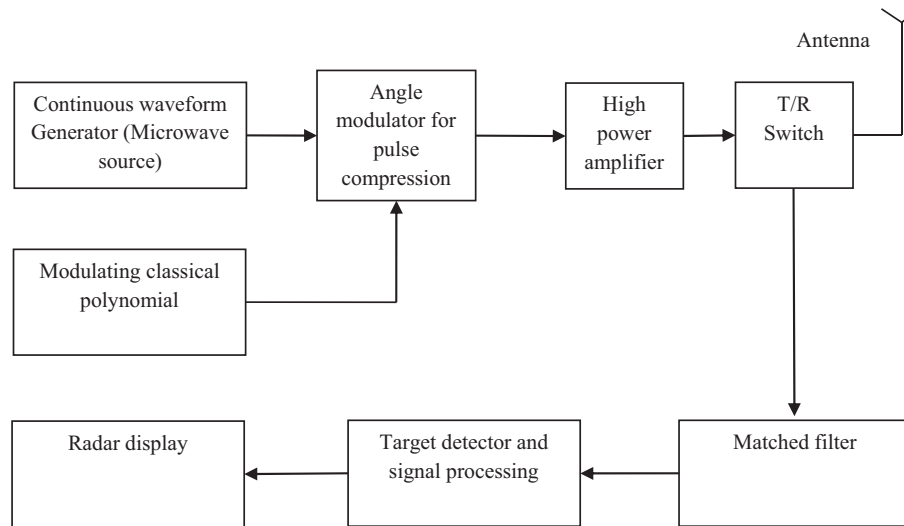 Antenna
Continuous waveform
Generator (Microwave
source)
Angle
modulator for
pulse
compression
High
power
amplifier
T/R
Switch
Modulating classical
polynomial
Radar display
Target detector and
signal processing
Matched filter